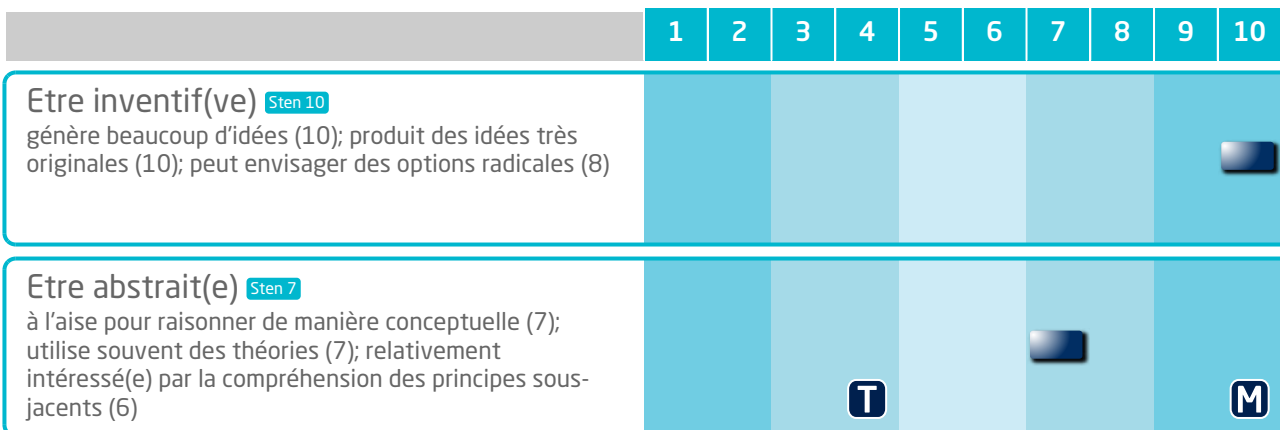 1 2 3 4 5 6 7 8 9 10
Etre inventif(ve) Sten 10
génère beaucoup d'idées (10); produit des idées très
originales (10); peut envisager des options radicales (8)
Etre abstrait(e) Sten 7
à l'aise pour raisonner de manière conceptuelle (7);
utilise souvent des théories (7); relativement
intéressé(e) par la compréhension des principes sous-
jacents (6)
T M